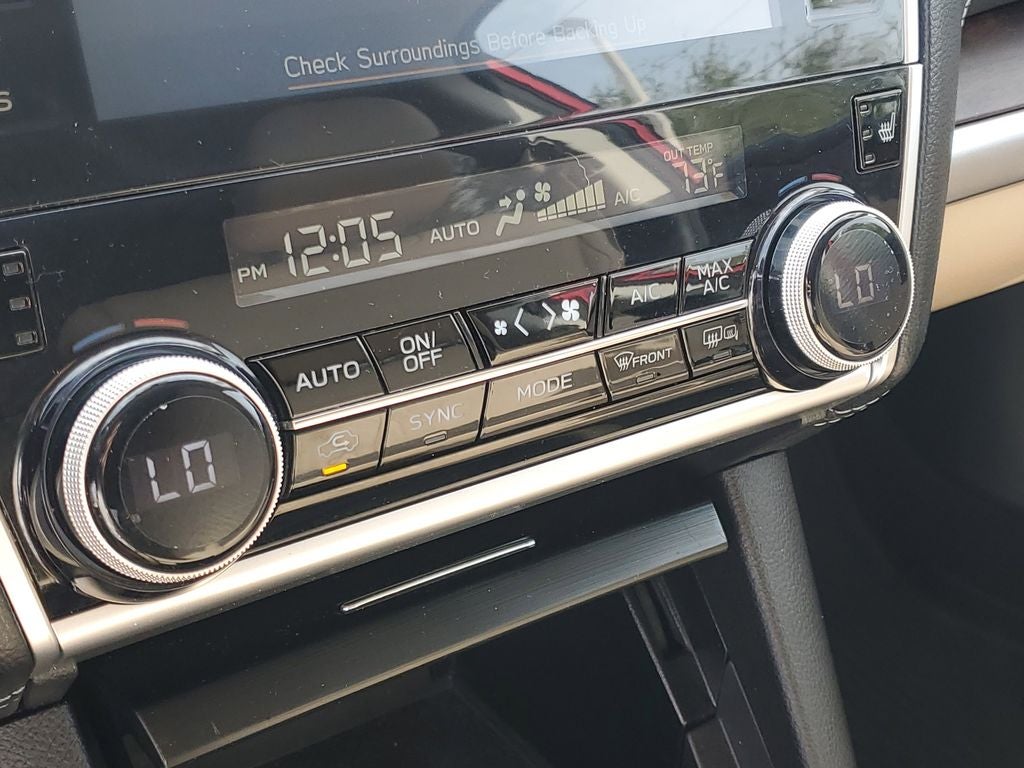 Check Surroundings Before Backing Up
S
OUT TEMP
PM 12:05 AUTO A/C 73°F
AUTO
ON/
OFF
A/C
MAX
A/C
LO
SYNC
MODE
/FRONT
LO